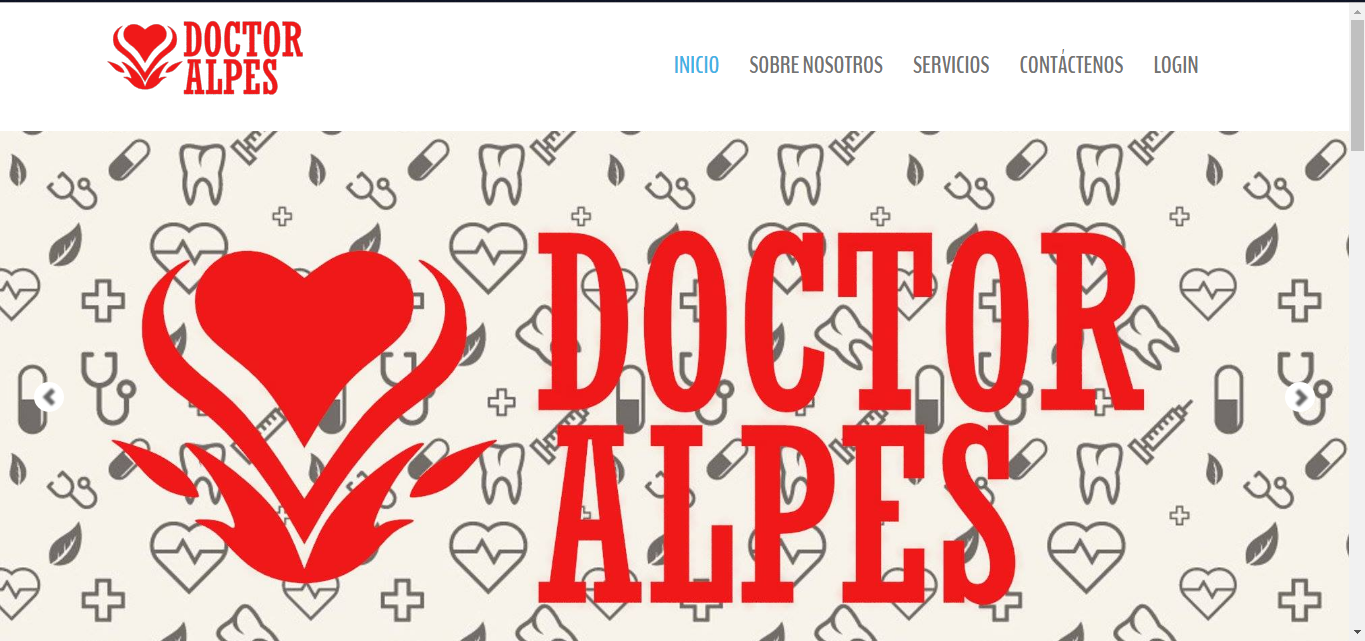 DOCTOR
ALPES
INICIO SOBRE NOSOTROS SERVICIOS CONTÁCTENOS LOGIN
DOCTOR
ALPES